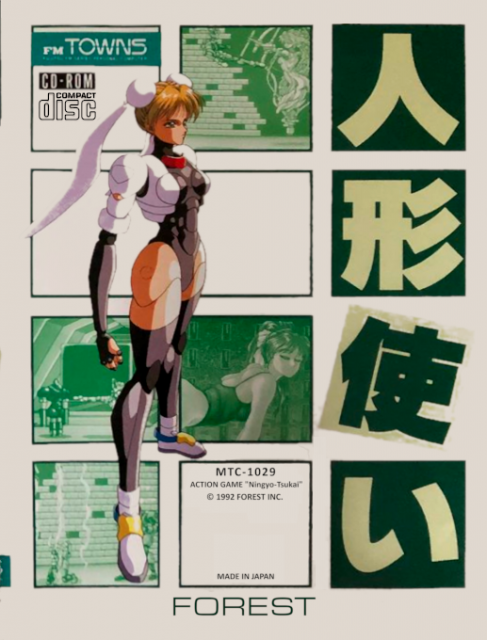 FM TOWNS
CD-ROM
COMPACT
disc
人形使い
MTC-1029
ACTION GAME "Ningyo-Tsukai"
© 1992 FOREST INC.
MADE IN JAPAN
FOREST